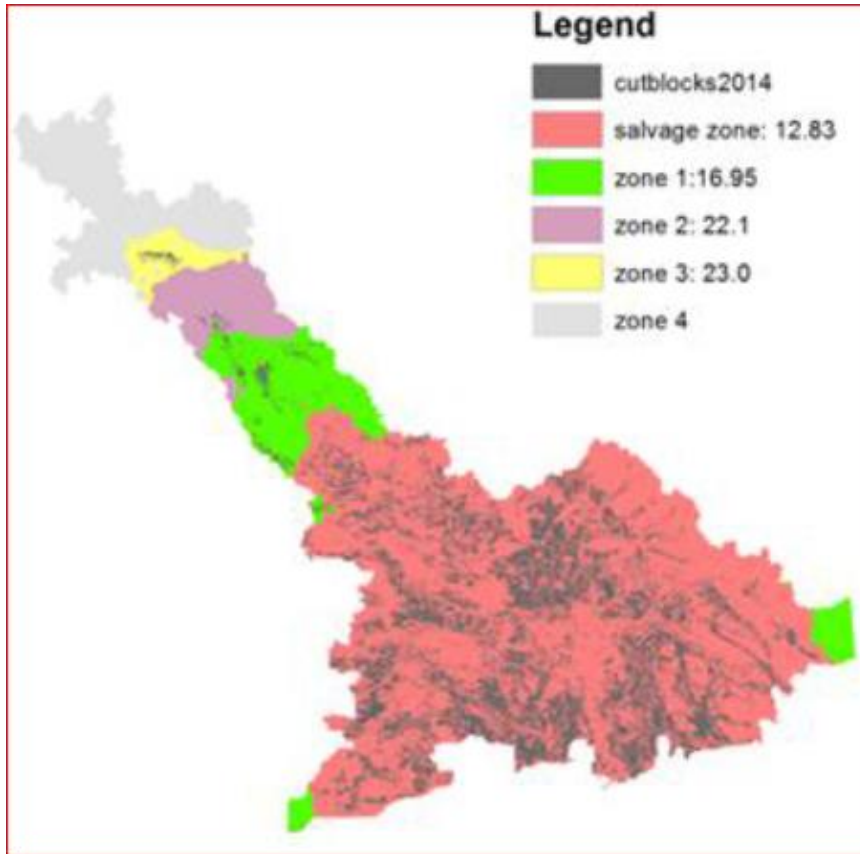 Legend
cutblocks2014
salvage zone: 12.83
zone 1:16.95
zone 2: 22.1
zone 3: 23.0
zone 4